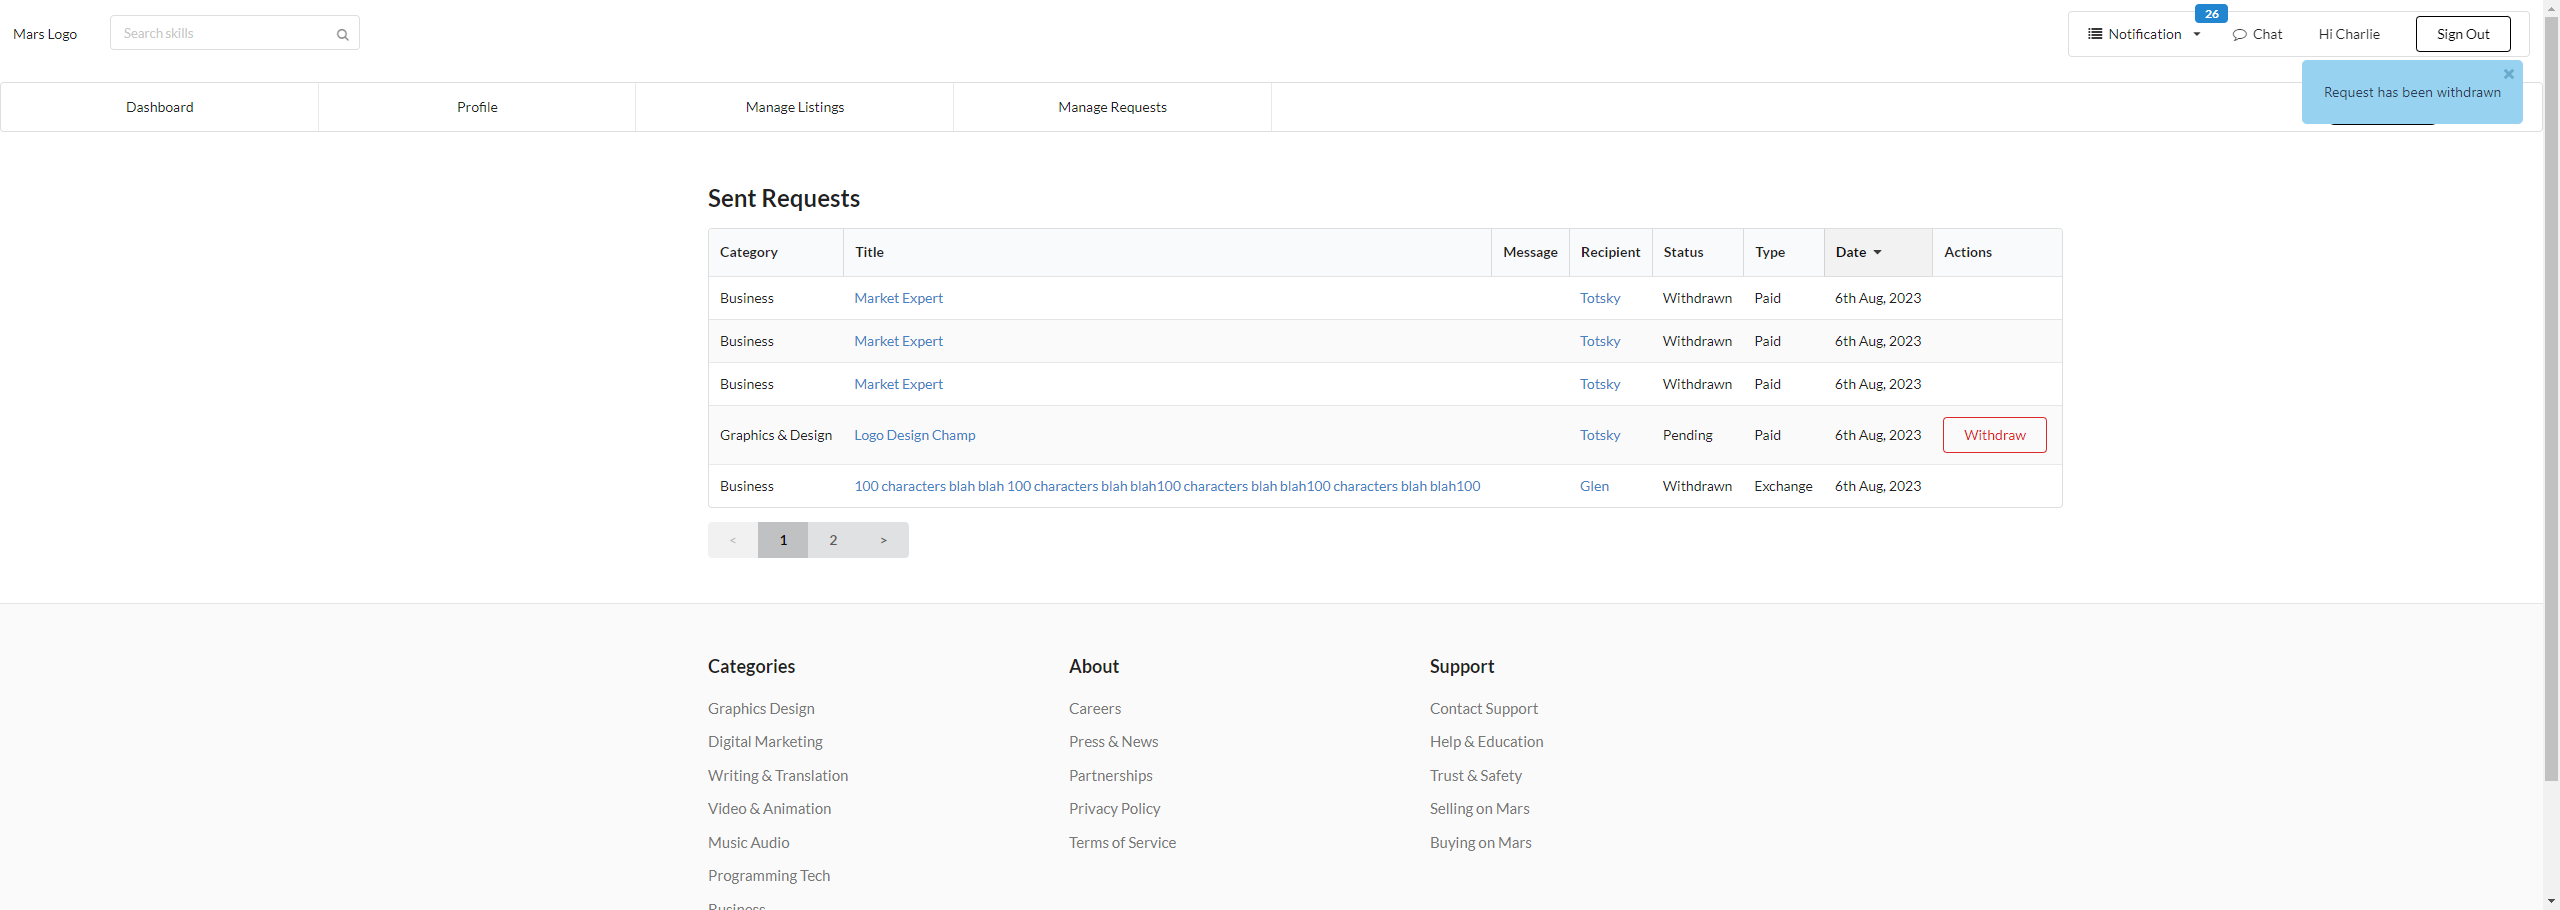 Mars Logo
Search skills
26
Notification
Chat
Hi Charlie
Sign Out
Request has been withdrawn
Dashboard
Profile
Manage Listings
Manage Requests
Sent Requests
Category Title Message Recipient Status Type Date Actions
Business Market Expert Totsky Withdrawn Paid 6th Aug, 2023
Business Market Expert Totsky Withdrawn Paid 6th Aug, 2023
Business Market Expert Totsky Withdrawn Paid 6th Aug, 2023
Graphics & Design Logo Design Champ Totsky Pending Paid 6th Aug, 2023 Withdraw
Business 100 characters blah blah 100 characters blah blah100 characters blah blah100 characters blah blah100 Glen Withdrawn Exchange 6th Aug, 2023
< 1 2 >
Categories
Graphics Design
Digital Marketing
Writing & Translation
Video & Animation
Music Audio
Programming Tech
Business
About
Careers
Press & News
Partnerships
Privacy Policy
Terms of Service
Support
Contact Support
Help & Education
Trust & Safety
Selling on Mars
Buying on Mars